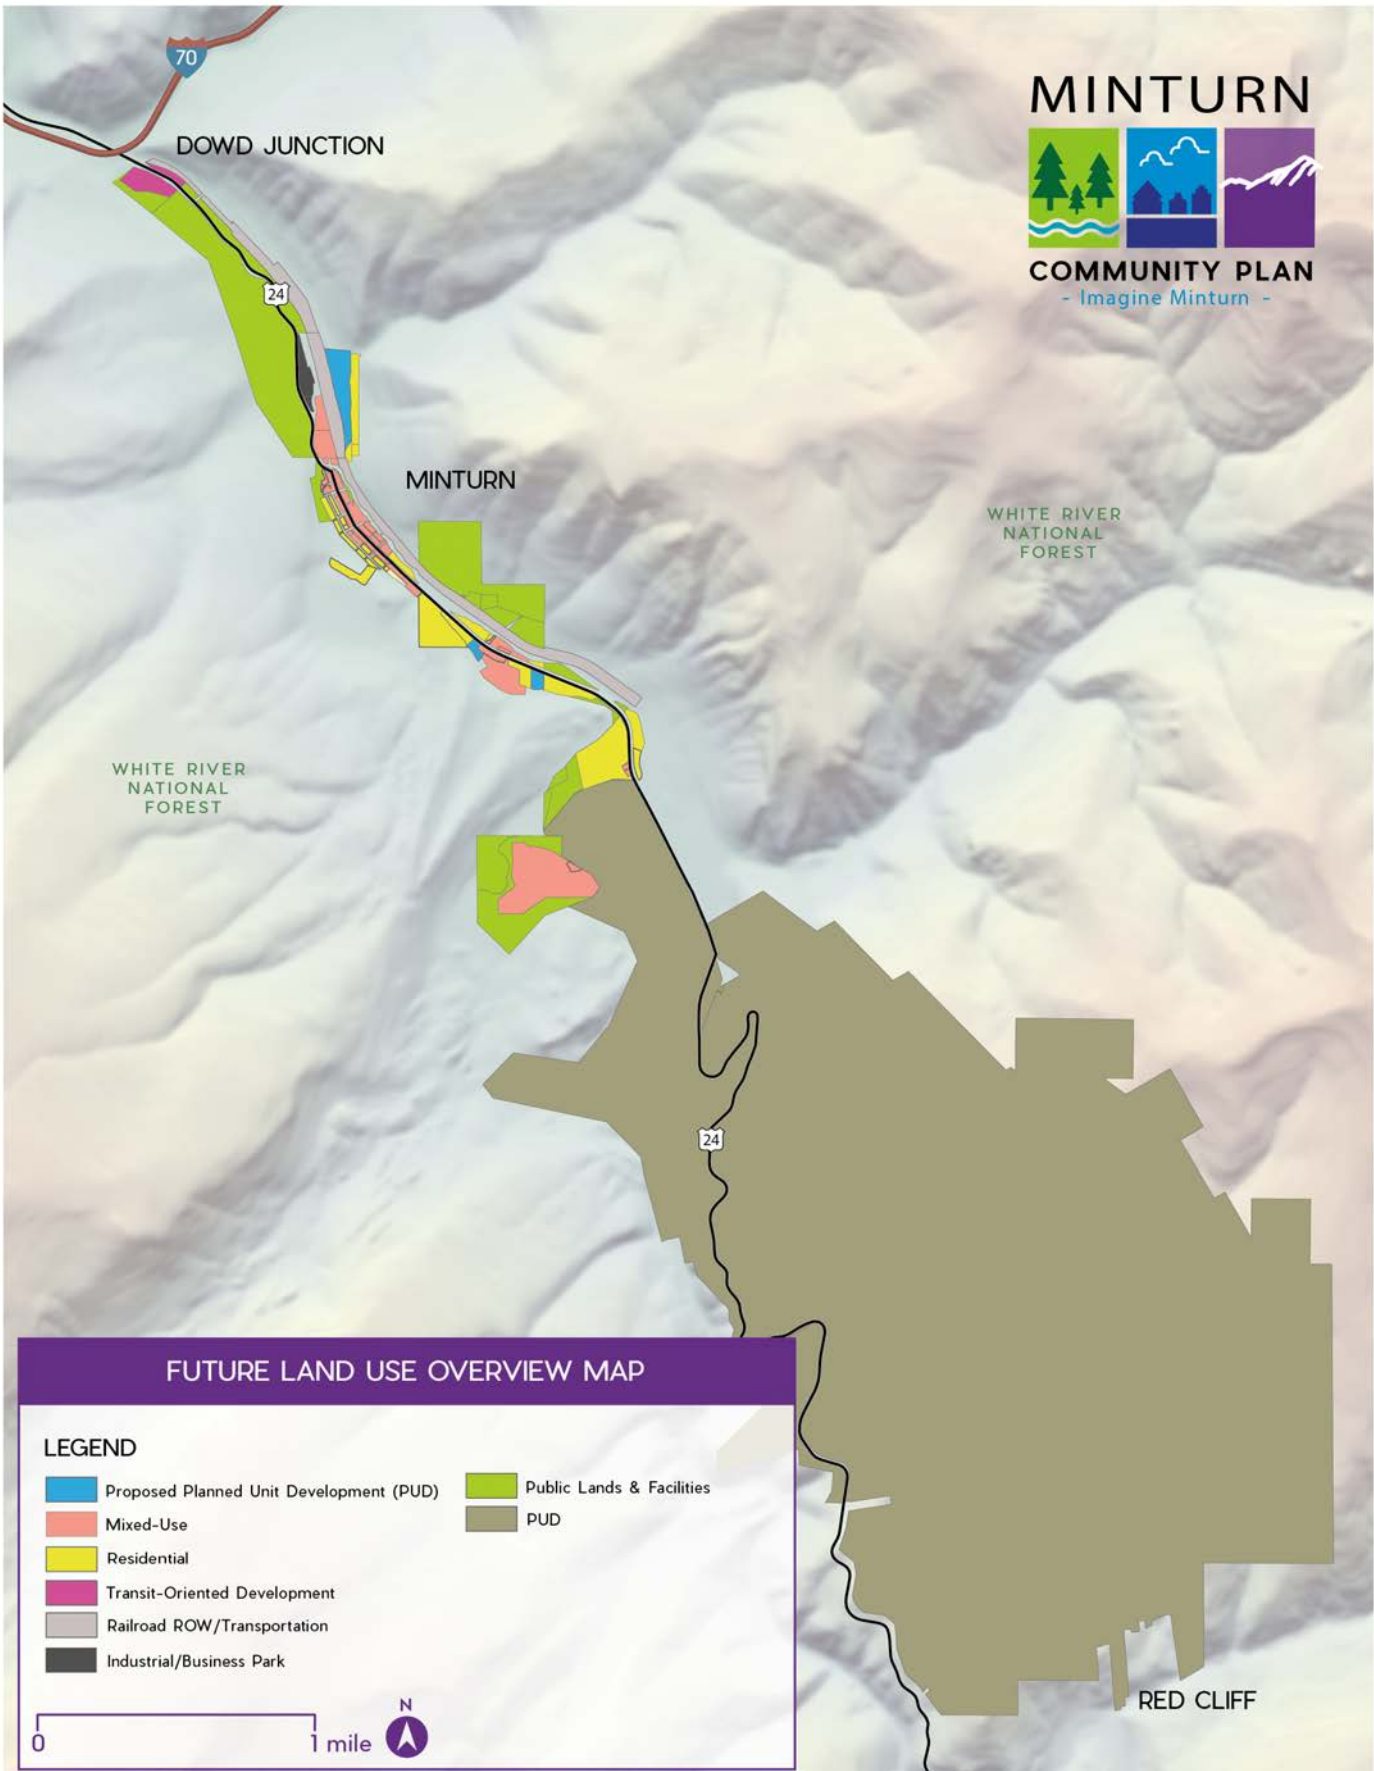 70
MINTURN
DOWD JUNCTION
COMMUNITY PLAN
- Imagine Minturn -
24
MINTURN
WHITE RIVER
NATIONAL
FOREST
WHITE RIVER
NATIONAL
FOREST
24
FUTURE LAND USE OVERVIEW MAP
LEGEND
Proposed Planned Unit Development (PUD)
Mixed-Use
Residential
Transit-Oriented Development
Railroad ROW/Transportation
Industrial/Business Park
Public Lands & Facilities
PUD
0
1 mile
N
RED CLIFF